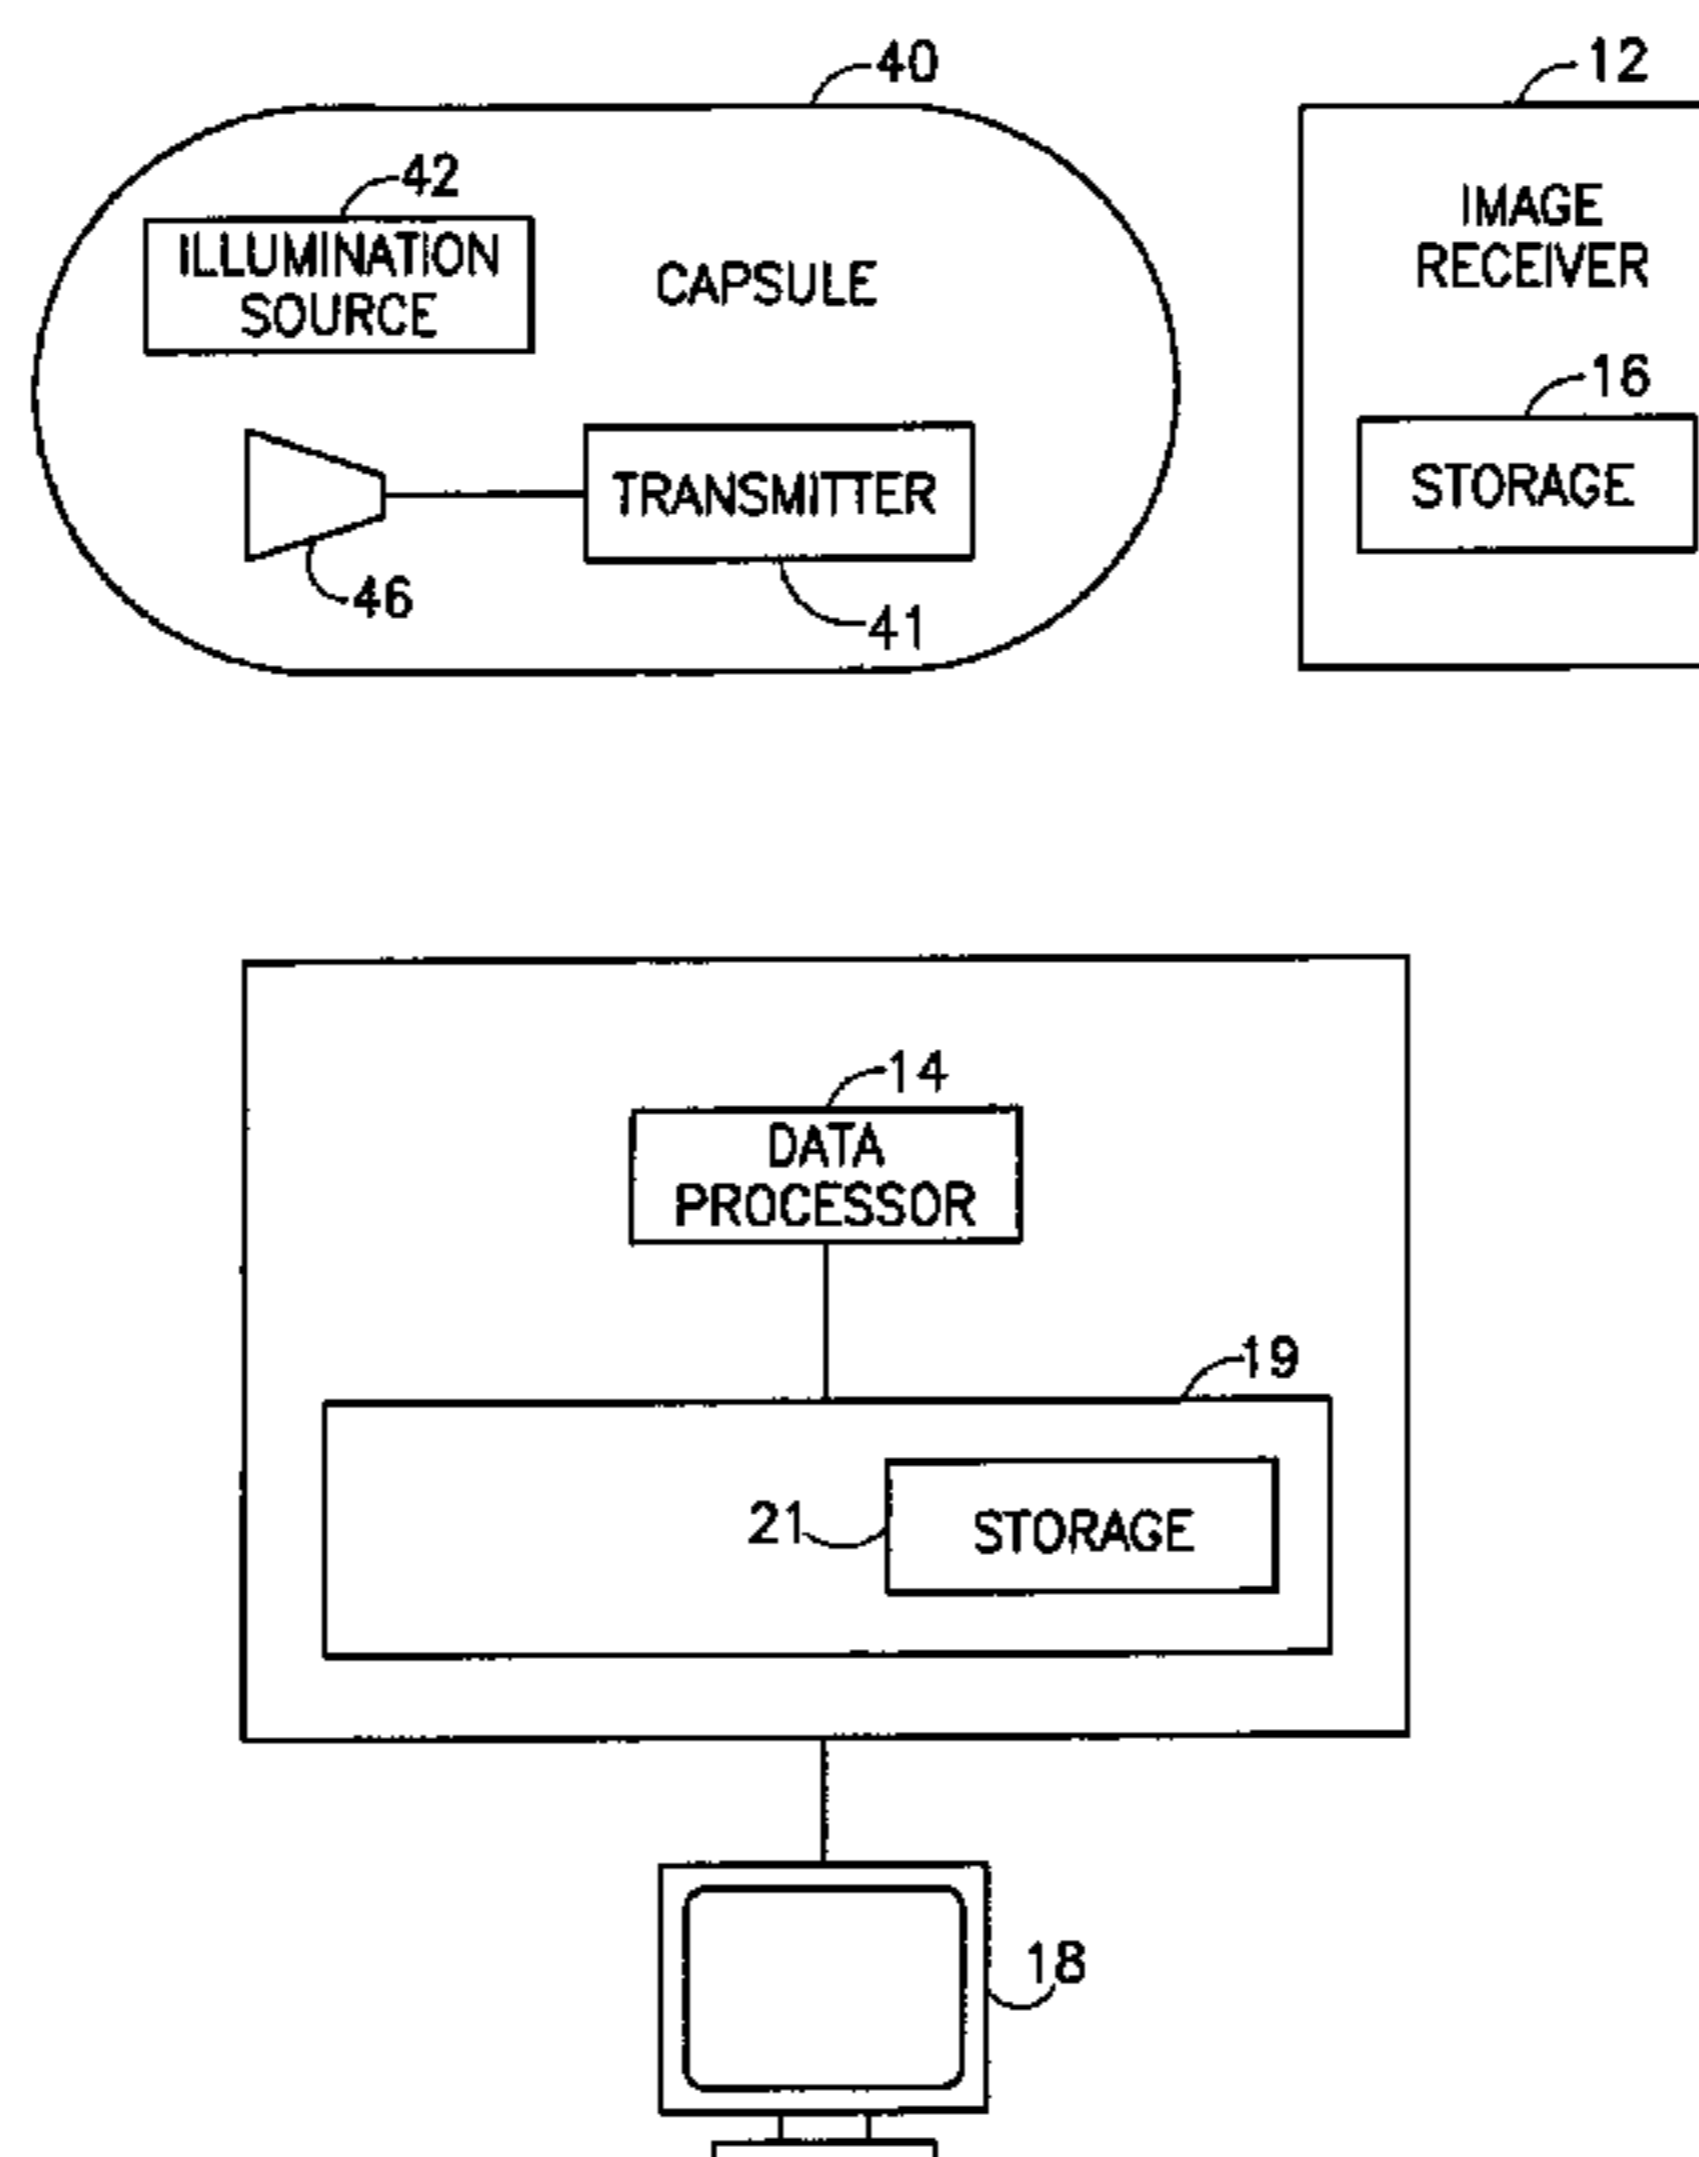 40
12
42
ILLUMINATION
SOURCE
CAPSULE
IMAGE
RECEIVER
16
TRANSMITTER
STORAGE
46
41
14
DATA
PROCESSOR
19
21
STORAGE
18